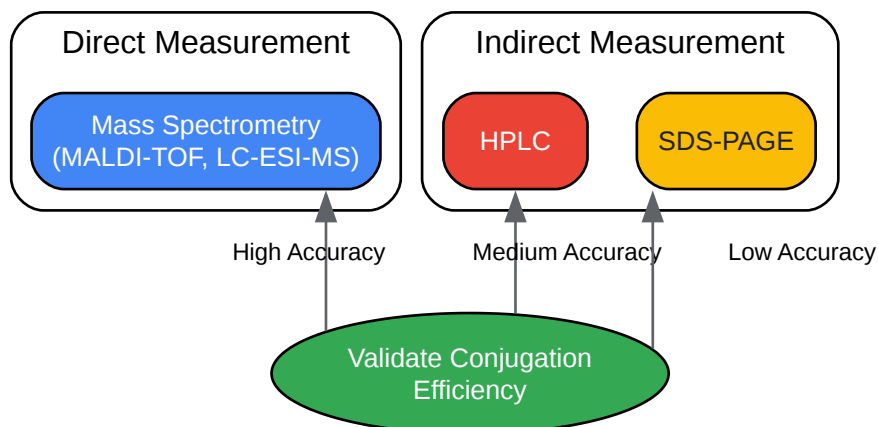 Direct Measurement
Indirect Measurement
Mass Spectrometry
(MALDI-TOF, LC-ESI-MS)
HPLC
SDS-PAGE
High Accuracy
Medium Accuracy
Low Accuracy
Validate Conjugation
Efficiency